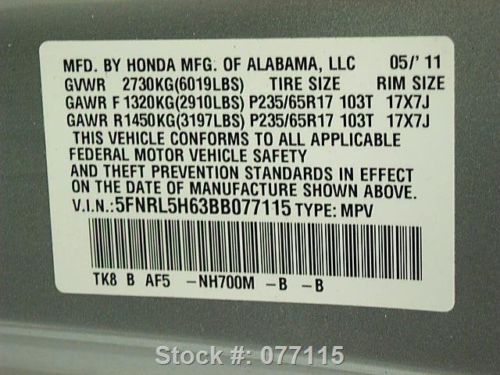 MFD. BY HONDA MFG. OF ALABAMA, LLC 05/'11
GVWR 2730KG(6019LBS) TIRE SIZE RIM SIZE
GAWR F 1320KG(2910LBS) P235/65R17 103T 17X7J
GAWR R1450KG(3197LBS) P235/65R17 103T 17X7J
THIS VEHICLE CONFORMS TO ALL APPLICABLE
FEDERAL MOTOR VEHICLE SAFETY
AND THEFT PREVENTION STANDARDS IN EFFECT
ON THE DATE OF MANUFACTURE SHOWN ABOVE.
V.I.N.:5FNRL5H63BB077115 TYPE: MPV
TK8 B AF5 -NH700M -B -B
Stock #: 077115